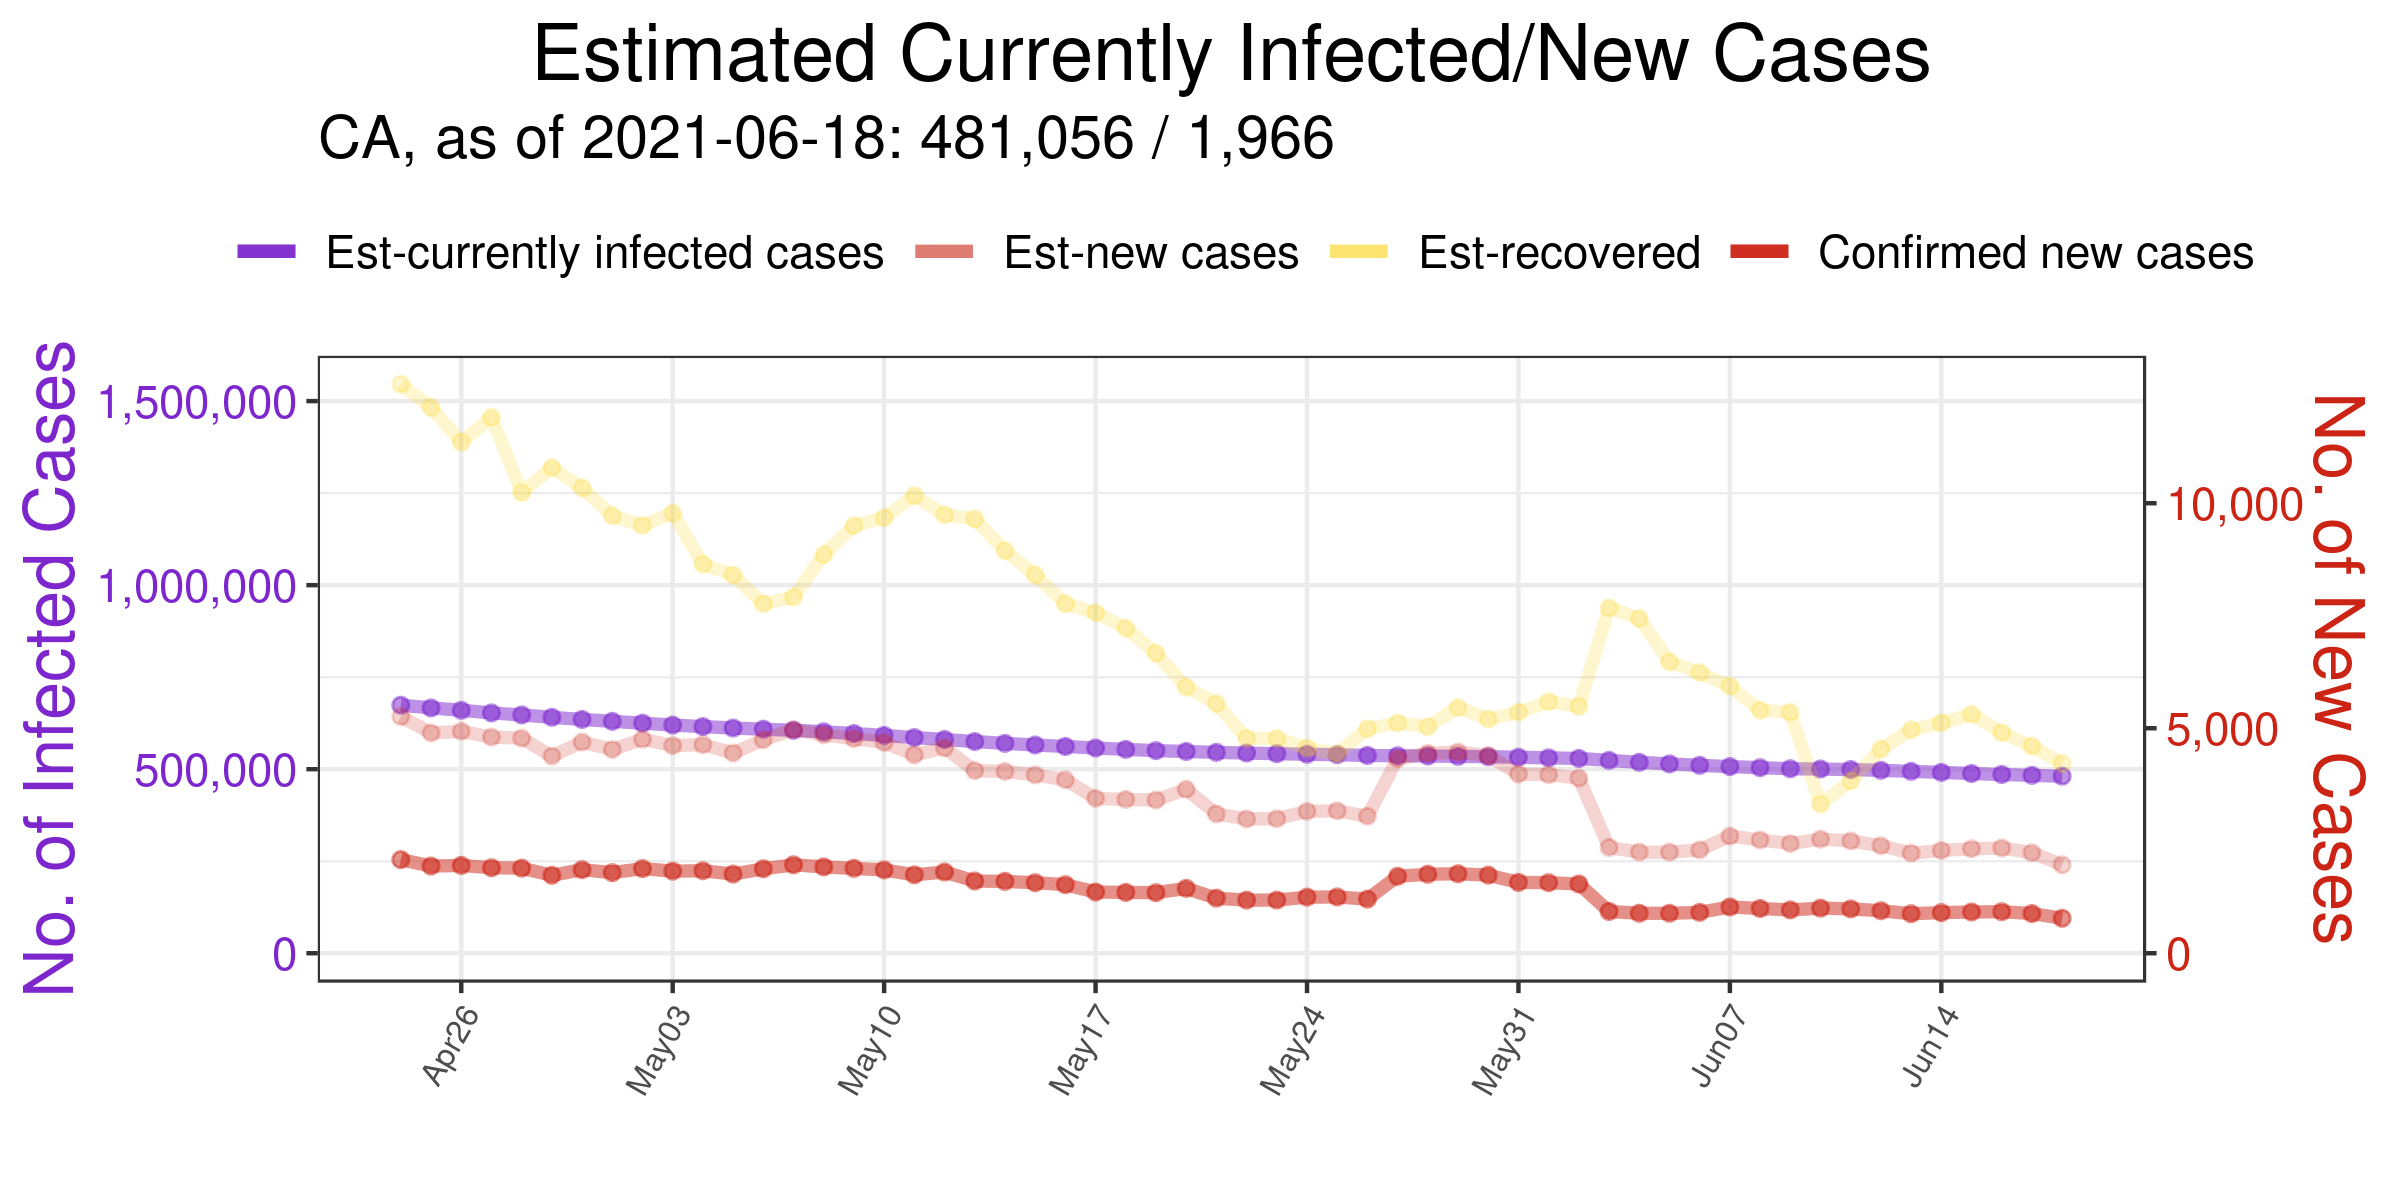 Estimated Currently Infected/New Cases
CA, as of 2021-06-18: 481,056 / 1,966
Est-currently infected cases Est-new cases Est-recovered Confirmed new cases
No. of Infected Cases
1,500,000
1,000,000
500,000
0
No. of New Cases
10,000
5,000
0
Apr26 May03 May10 May17 May24 May31 Jun07 Jun14